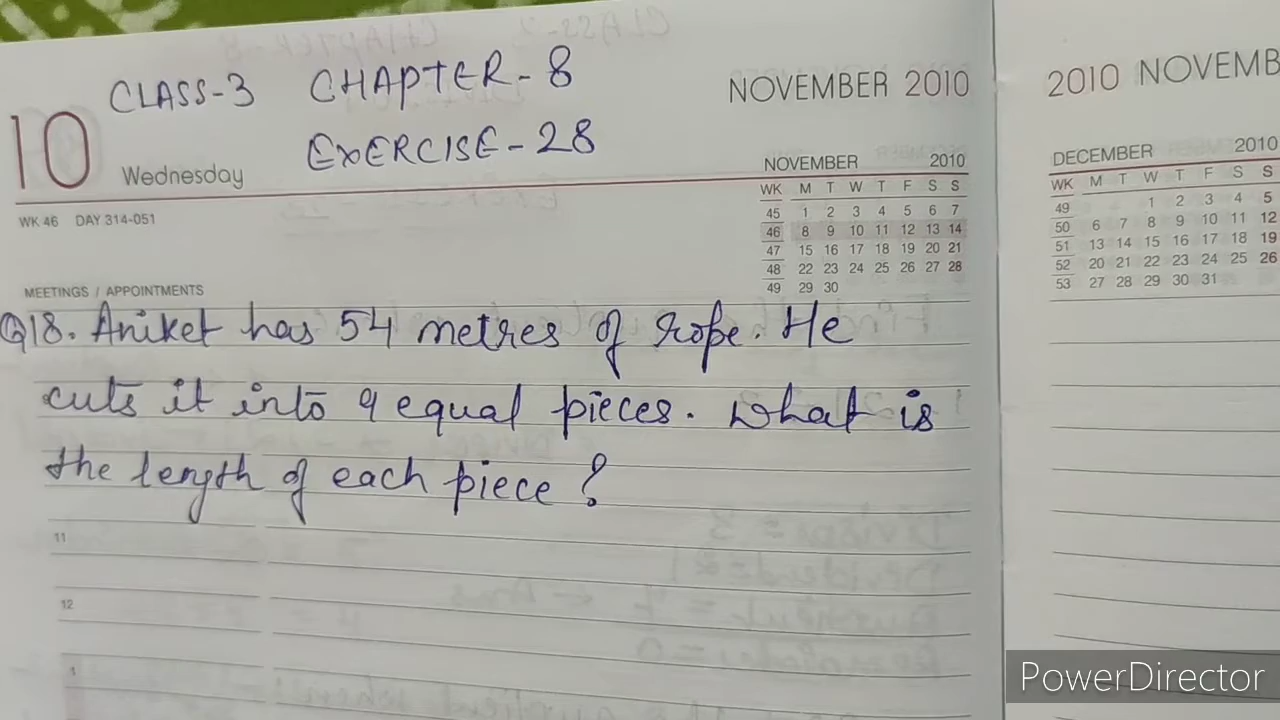 CLASS-3 CHAPTER-8
EXERCISE-28
10 Wednesday
WK 46 DAY 314-051
NOVEMBER 2010
NOVEMBER 2010
WK M T W T F S S
45 1 2 3 4 5 6 7
46 8 9 10 11 12 13 14
47 15 16 17 18 19 20 21
48 22 23 24 25 26 27 28
49 29 30
2010 NOVEMB
DECEMBER 2010
WK M T W T F S S
49 1 2 3 4 5
50 6 7 8 9 10 11 12
51 13 14 15 16 17 18 19
52 20 21 22 23 24 25 26
53 27 28 29 30 31
MEETINGS / APPOINTMENTS
Q18. Aniket has 54 metres of rope. He
cuts it into 9 equal pieces. What is
the length of each piece?
11
12
1
PowerDirector